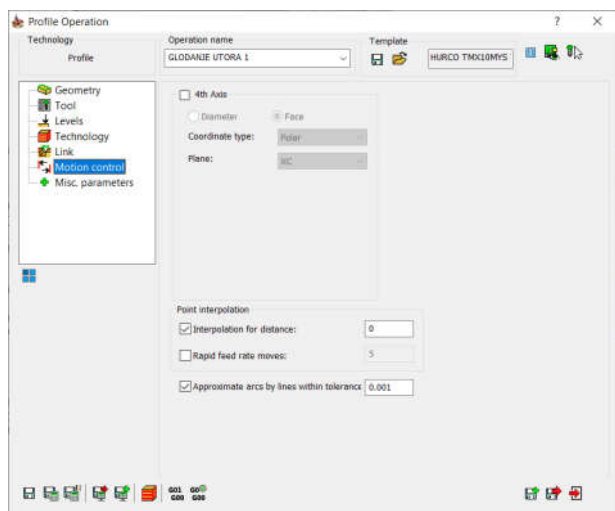 Profile Operation
Technology
Profile
Operation name
GLODANJE UTORA 1
Template
HURCO TMX10MYS
Geometry
Tool
Levels
Technology
Link
Motion control
Misc. parameters
4th Axis
Diameter Face
Coordinate type: Polar
Plane: XC
Point interpolation
Interpolation for distance: 0
Rapid feed rate moves: 5
Approximate arcs by lines within tolerance 0.001
G01 G0
G00 G00